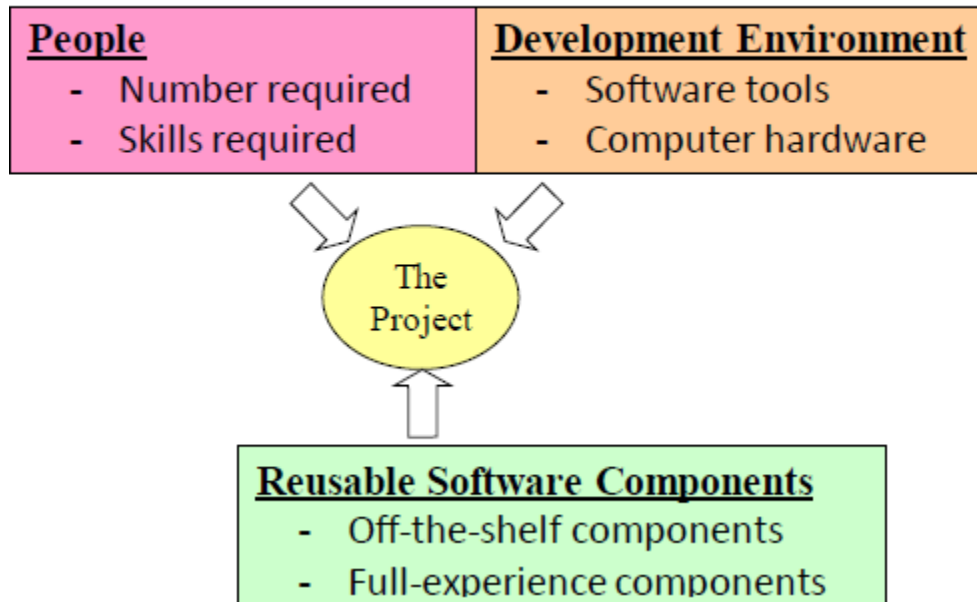 People
- Number required
- Skills required
Development Environment
- Software tools
- Computer hardware
The
Project
Reusable Software Components
- Off-the-shelf components
- Full-experience components